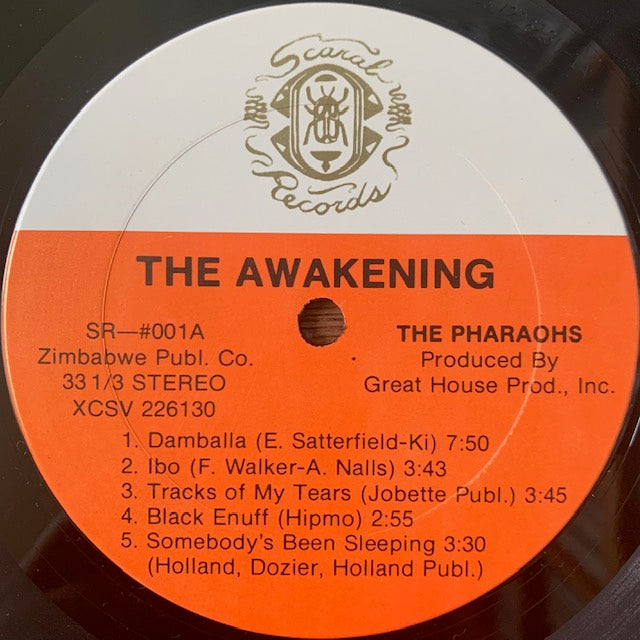 Scarab
Records
THE AWAKENING
SR—#001A
Zimbabwe Publ. Co.
33 1/3 STEREO
XCSV 226130
THE PHARAOHS
Produced By
Great House Prod., Inc.
1. Damballa (E. Satterfield-Ki) 7:50
2. Ibo (F. Walker-A. Nalls) 3:43
3. Tracks of My Tears (Jobette Publ.) 3:45
4. Black Enuff (Hipmo) 2:55
5. Somebody's Been Sleeping 3:30
(Holland, Dozier, Holland Publ.)